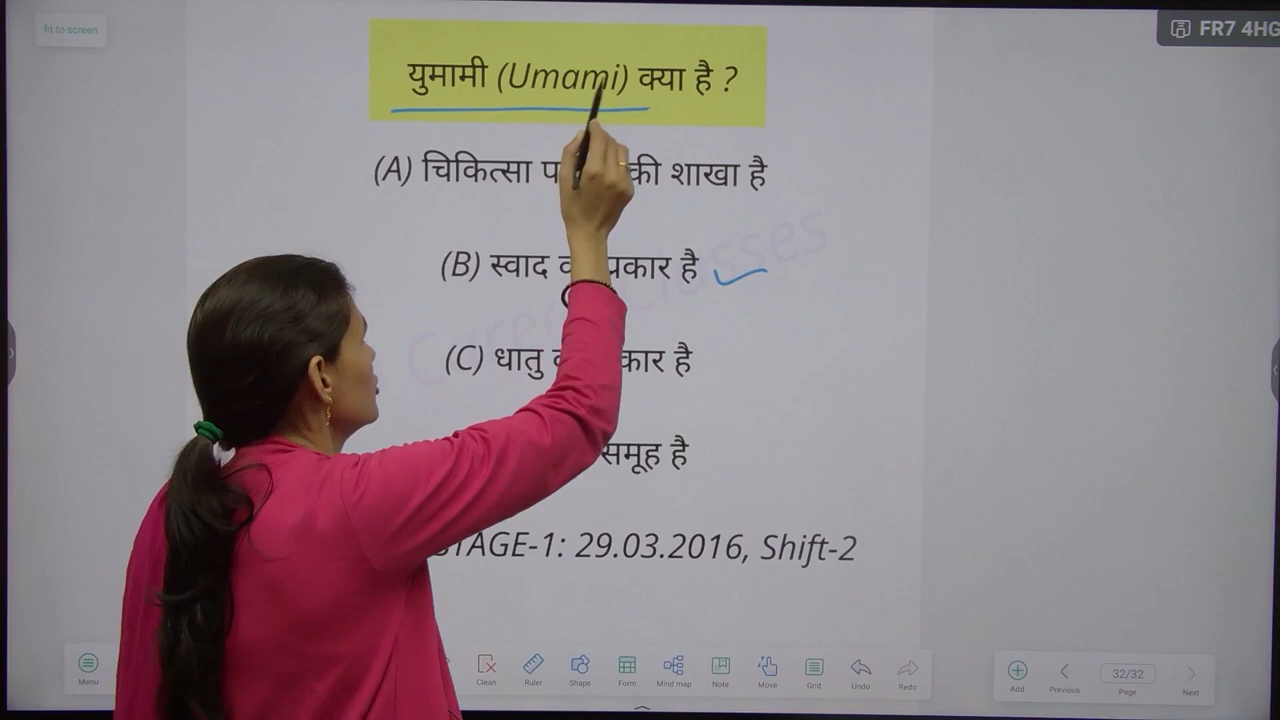 fit to screen
FR7 4HG
युमामी (Umami) क्या है ?
(A) चिकित्सा की शाखा है
(B) स्वाद प्रकार है
(C) धातु है
समूह है
STAGE-1: 29.03.2016, Shift-2
Menu Clean Ruler Shape Form Mind map Note Move Grid Undo Redo Add Previous 32/32 Page Next